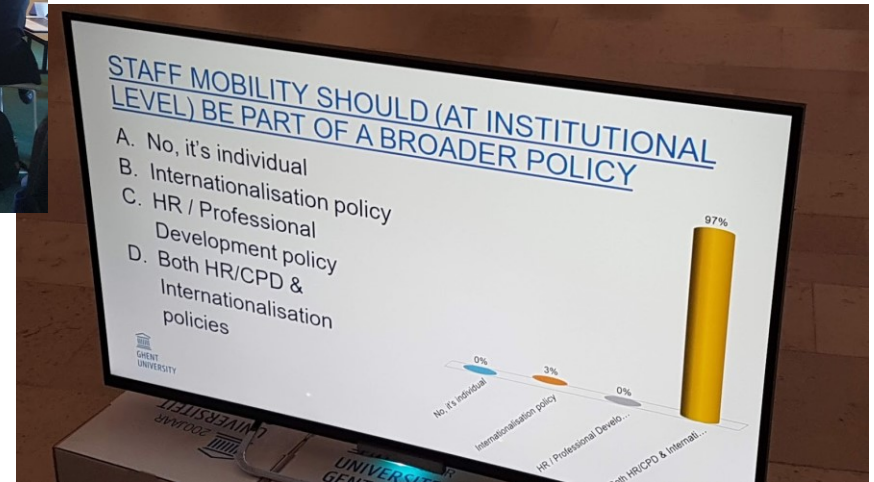 STAFF MOBILITY SHOULD (AT INSTITUTIONAL
LEVEL) BE PART OF A BROADER POLICY
A. No, it's individual
B. Internationalisation policy
C. HR / Professional
Development policy
D. Both HR/CPD &
Internationalisation
policies
97%
0%
3%
0%
No, it's individual
Internationalisation policy
HR / Professional Develo...
Both HR/CPD & Internati...
GHENT
UNIVERSITY
200JAAR
UNIVERSITEIT